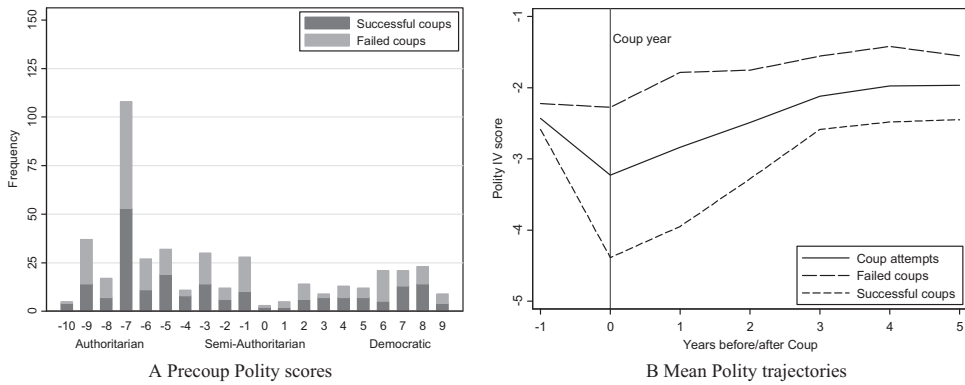 Successful coups
Failed coups
Frequency
0 25 50 75 100 125 150
-10 -9 -8 -7 -6 -5 -4 -3 -2 -1 0 1 2 3 4 5 6 7 8 9
Authoritarian Semi-Authoritarian Democratic
A Precoup Polity scores
Coup year
Polity IV score
-5 -4 -3 -2 -1
Coup attempts
Failed coups
Successful coups
-1 0 1 2 3 4 5
Years before/after Coup
B Mean Polity trajectories